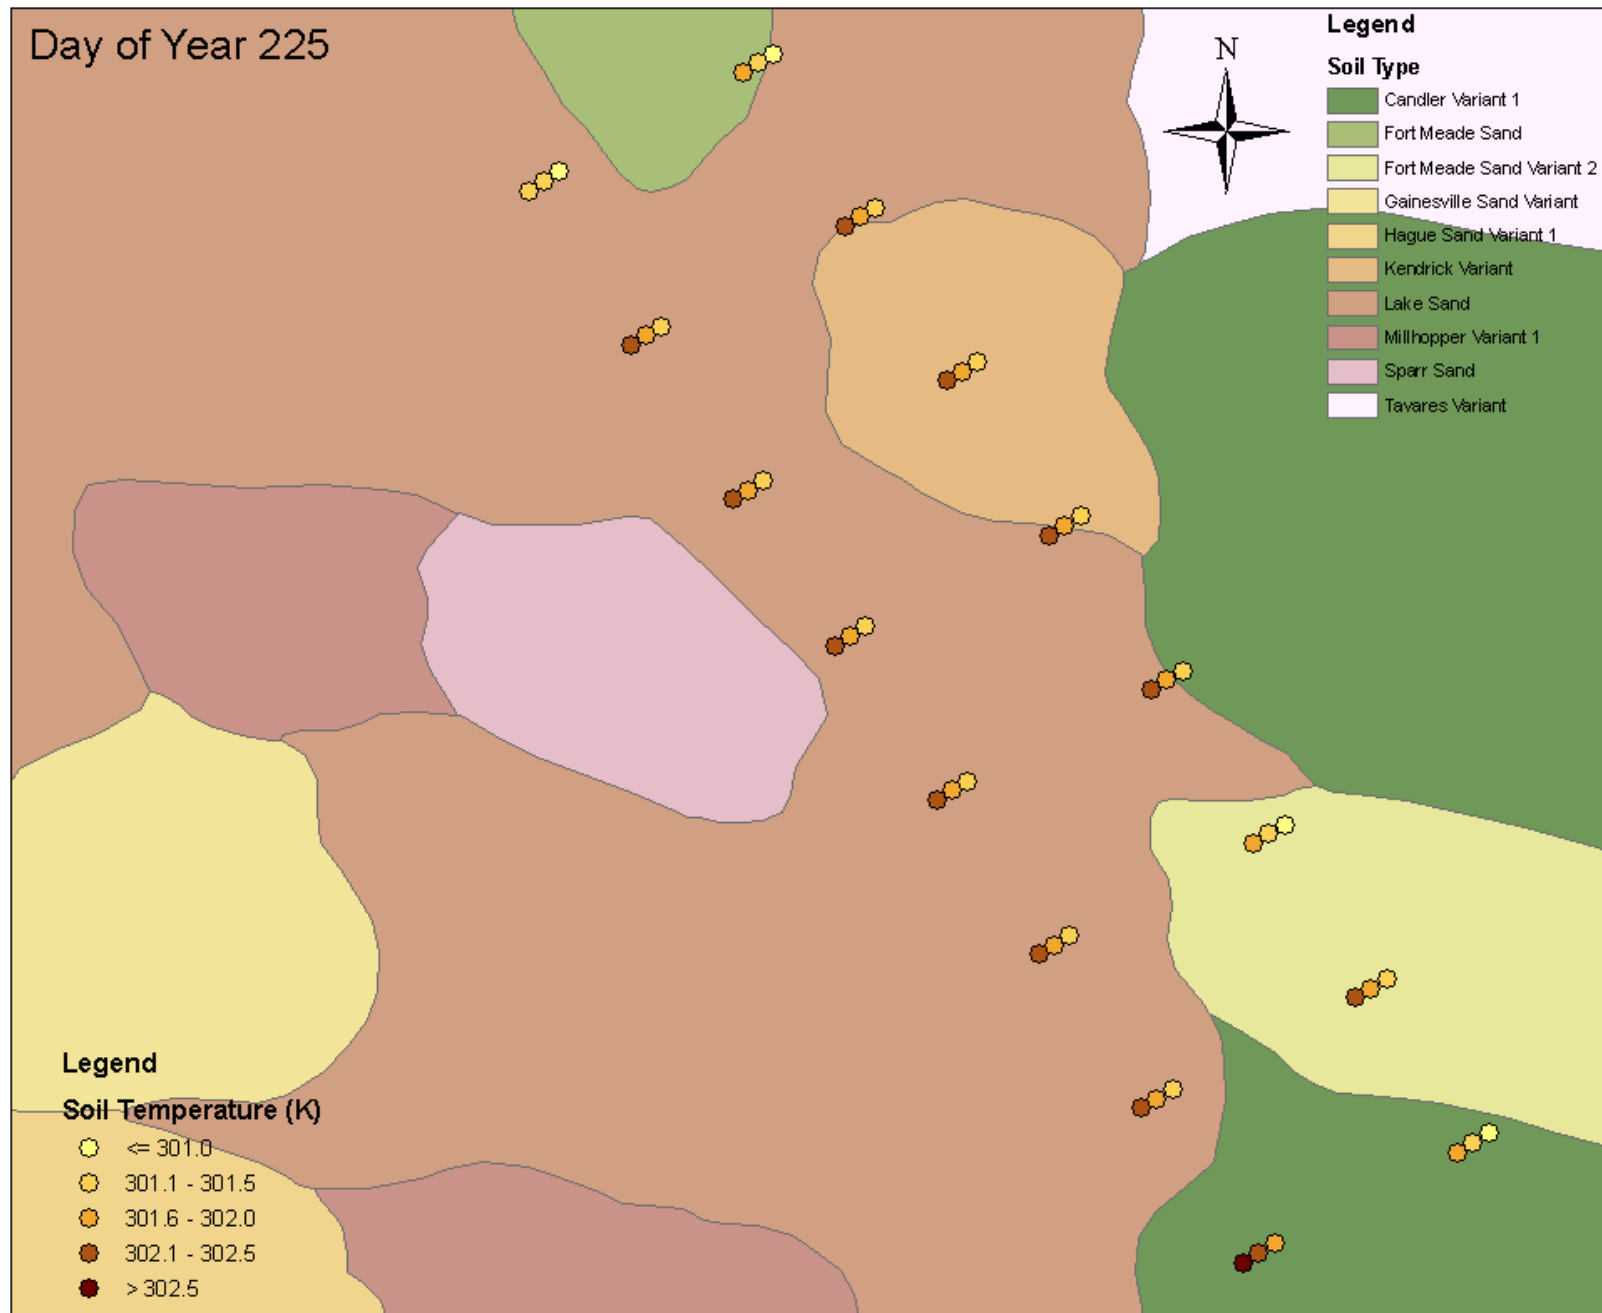 Day of Year 225
N
Legend
Soil Type
Candler Variant 1
Fort Meade Sand
Fort Meade Sand Variant 2
Gainesville Sand Variant
Hague Sand Variant 1
Kendrick Variant
Lake Sand
Millhopper Variant 1
Sparr Sand
Tavares Variant
Legend
Soil Temperature (K)
<= 301.0
301.1 - 301.5
301.6 - 302.0
302.1 - 302.5
> 302.5